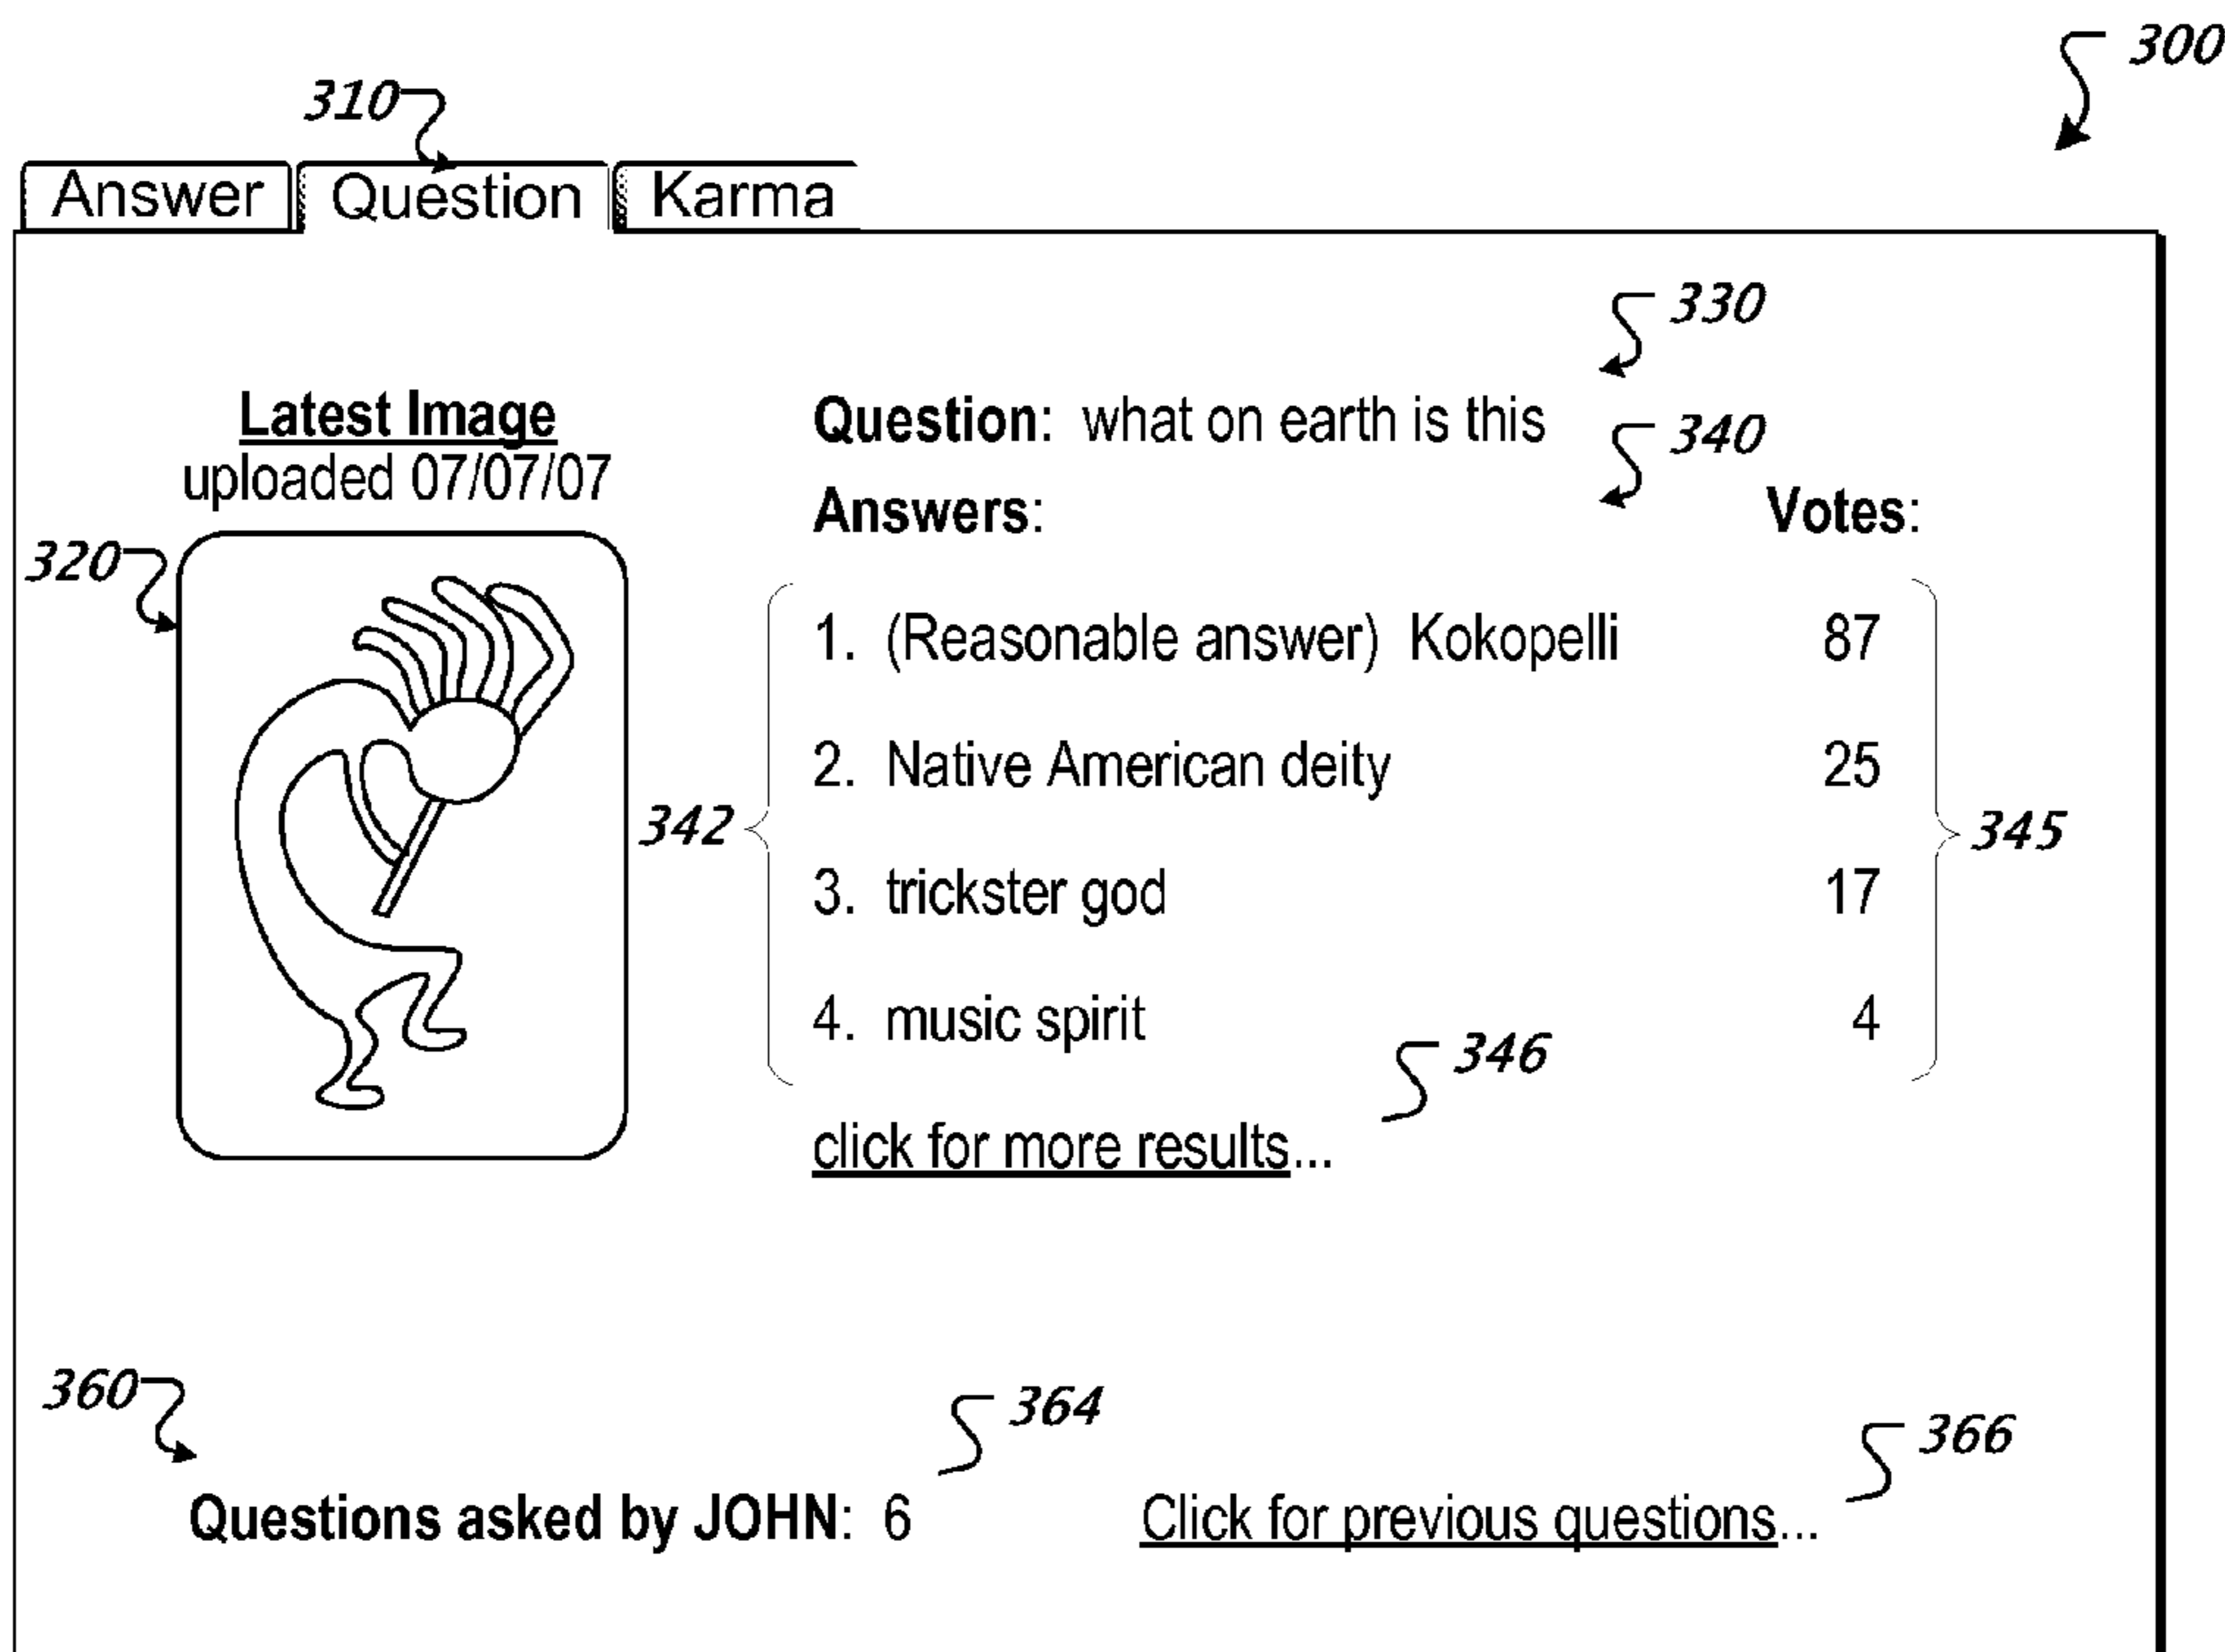 300
310
Answer Question Karma
330
Latest Image
uploaded 07/07/07
Question: what on earth is this
340
Answers: Votes:
320
1. (Reasonable answer) Kokopelli 87
2. Native American deity 25
342
345
3. trickster god 17
4. music spirit 4
346
click for more results...
360
364
366
Questions asked by JOHN: 6 Click for previous questions...